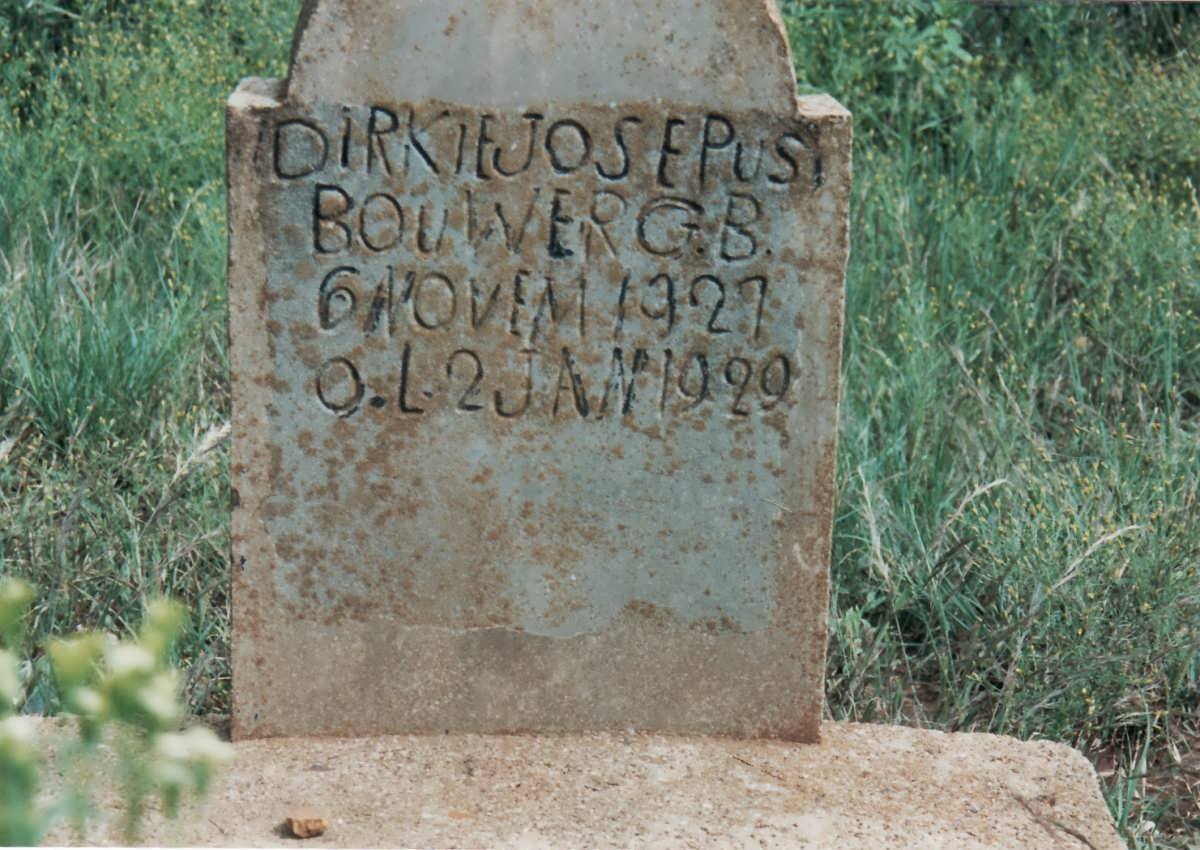 DIRKIE JOSEPUS,
BOUWER G.B.
6 NOVEM 1927
O.L. 2 JAN 1929